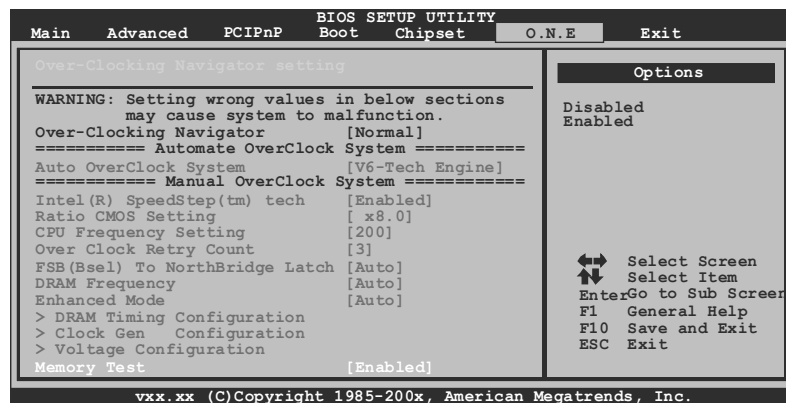 BIOS SETUP UTILITY
Main Advanced PCIPnP Boot Chipset O.N.E Exit
Over-Clocking Navigator setting
WARNING: Setting wrong values in below sections
may cause system to malfunction.
Over-Clocking Navigator [Normal]
=========== Automate OverClock System ===========
Auto OverClock System [V6-Tech Engine]
============ Manual OverClock System ============
Intel(R) SpeedStep(tm) tech [Enabled]
Ratio CMOS Setting [ x8.0]
CPU Frequency Setting [200]
Over Clock Retry Count [3]
FSB(Bsel) To NorthBridge Latch [Auto]
DRAM Frequency [Auto]
Enhanced Mode [Auto]
> DRAM Timing Configuration
> Clock Gen Configuration
> Voltage Configuration
Memory Test [Enabled]
Options
Disabled
Enabled
Select Screen
Select Item
Enter Go to Sub Screen
F1 General Help
F10 Save and Exit
ESC Exit
vxx.xx (C)Copyright 1985-200x, American Megatrends, Inc.